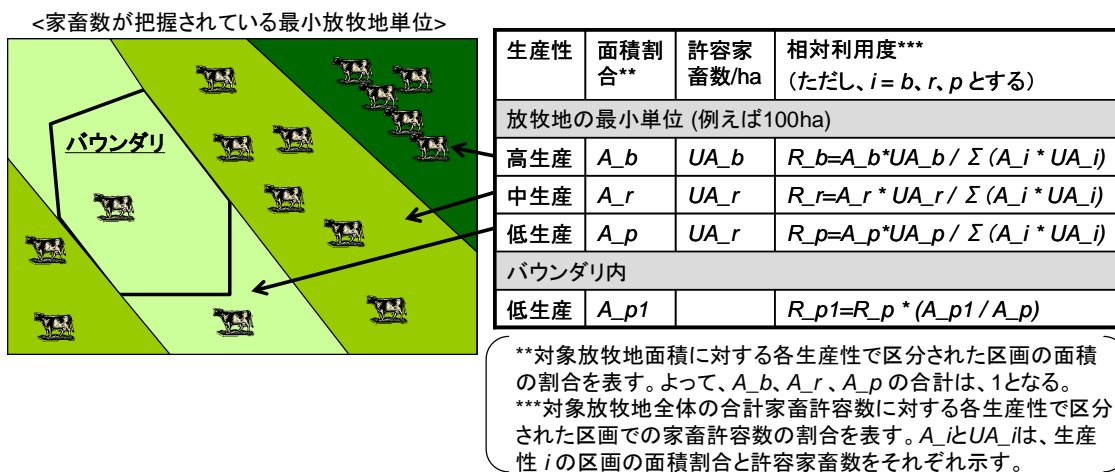 <家畜数が把握されている最小放牧地単位>
バウンダリ
生産性 面積割合** 許容家畜数/ha 相対利用度***
（ただし、i = b、r、p とする）
放牧地の最小単位 (例えば100ha)
高生産 A_b UA_b R_b=A_b*UA_b / Σ（A_i * UA_i)
中生産 A_r UA_r R_r=A_r * UA_r / Σ（A_i * UA_i)
低生産 A_p UA_r R_p=A_p*UA_p / Σ（A_i * UA_i)
バウンダリ内
低生産 A_p1 R_p1=R_p * (A_p1 / A_p)
**対象放牧地面積に対する各生産性で区分された区画の面積
の割合を表す。よって、A_b、A_r 、A_p の合計は、1となる。
***対象放牧地全体の合計家畜許容数に対する各生産性で区分
された区画での家畜許容数の割合を表す。A_iとUA_iは、生産
性 i の区画の面積割合と許容家畜数をそれぞれ示す。